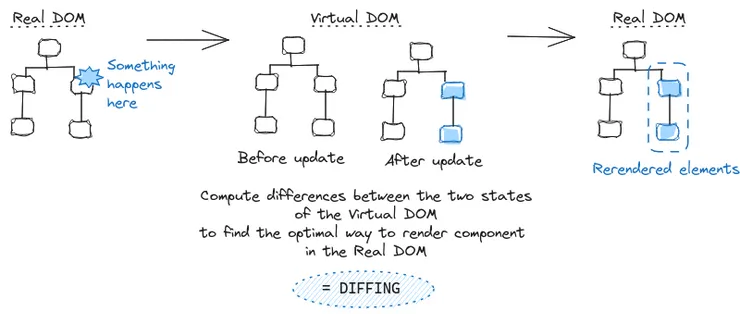 Real DOM
Virtual DOM
Real DOM
Something
happens
here
Before update
After update
Rerendered elements
Compute differences between the two states
of the Virtual DOM
to find the optimal way to render component
in the Real DOM
= DIFFING